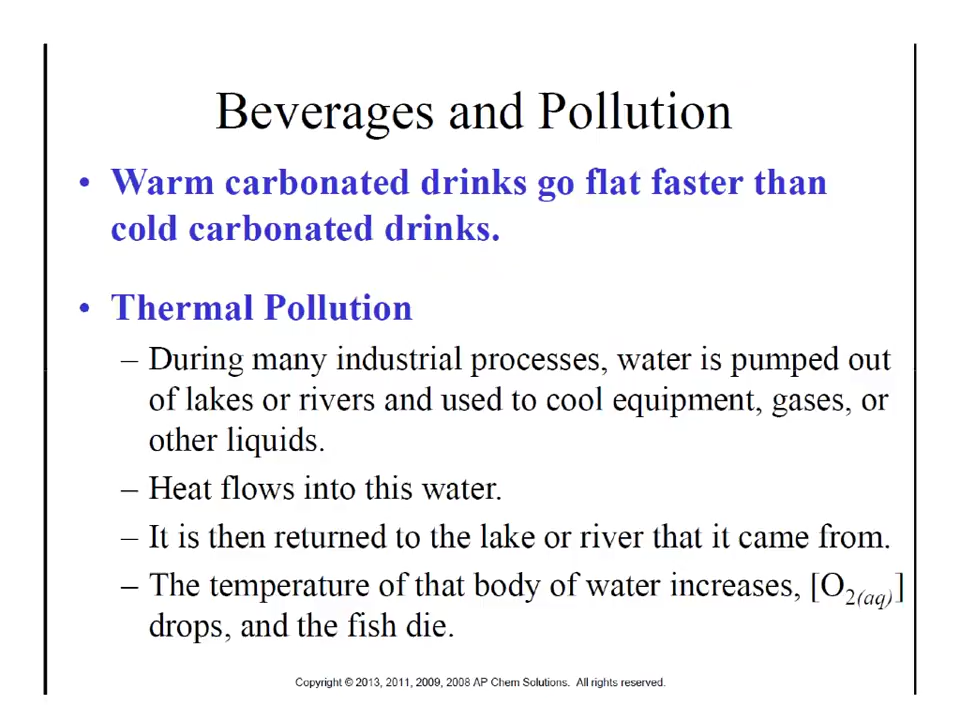 Beverages and Pollution
• Warm carbonated drinks go flat faster than
cold carbonated drinks.
• Thermal Pollution
– During many industrial processes, water is pumped out
of lakes or rivers and used to cool equipment, gases, or
other liquids.
– Heat flows into this water.
– It is then returned to the lake or river that it came from.
– The temperature of that body of water increases, [O2(aq)]
drops, and the fish die.
Copyright © 2013, 2011, 2009, 2008 AP Chem Solutions. All rights reserved.